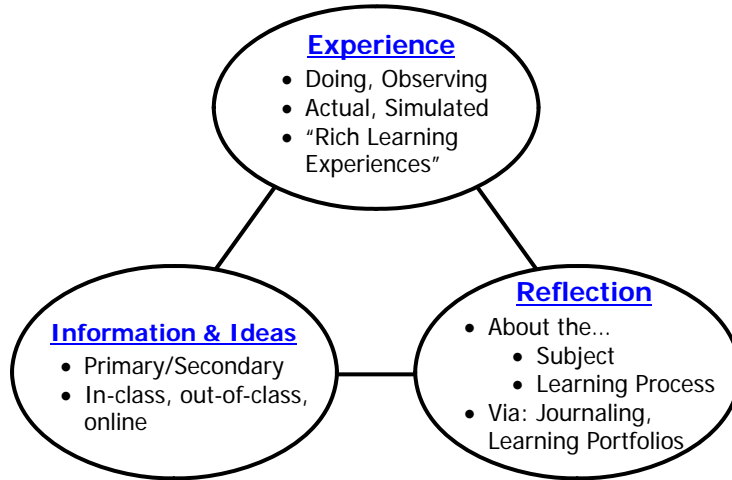 Experience
• Doing, Observing
• Actual, Simulated
• “Rich Learning
Experiences”
Information & Ideas
• Primary/Secondary
• In-class, out-of-class,
online
Reflection
• About the...
• Subject
• Learning Process
• Via: Journaling,
Learning Portfolios